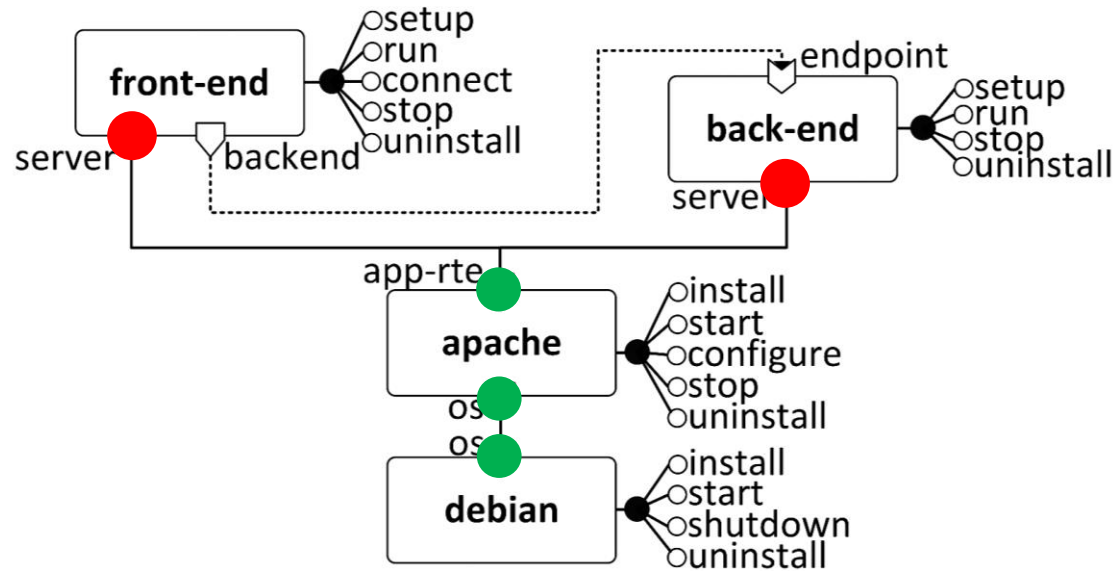 setup
run
front-end
connect
stop
uninstall
server
backend
endpoint
back-end
setup
run
stop
uninstall
server
app-rte
apache
install
start
configure
stop
uninstall
os
os
debian
install
start
shutdown
uninstall